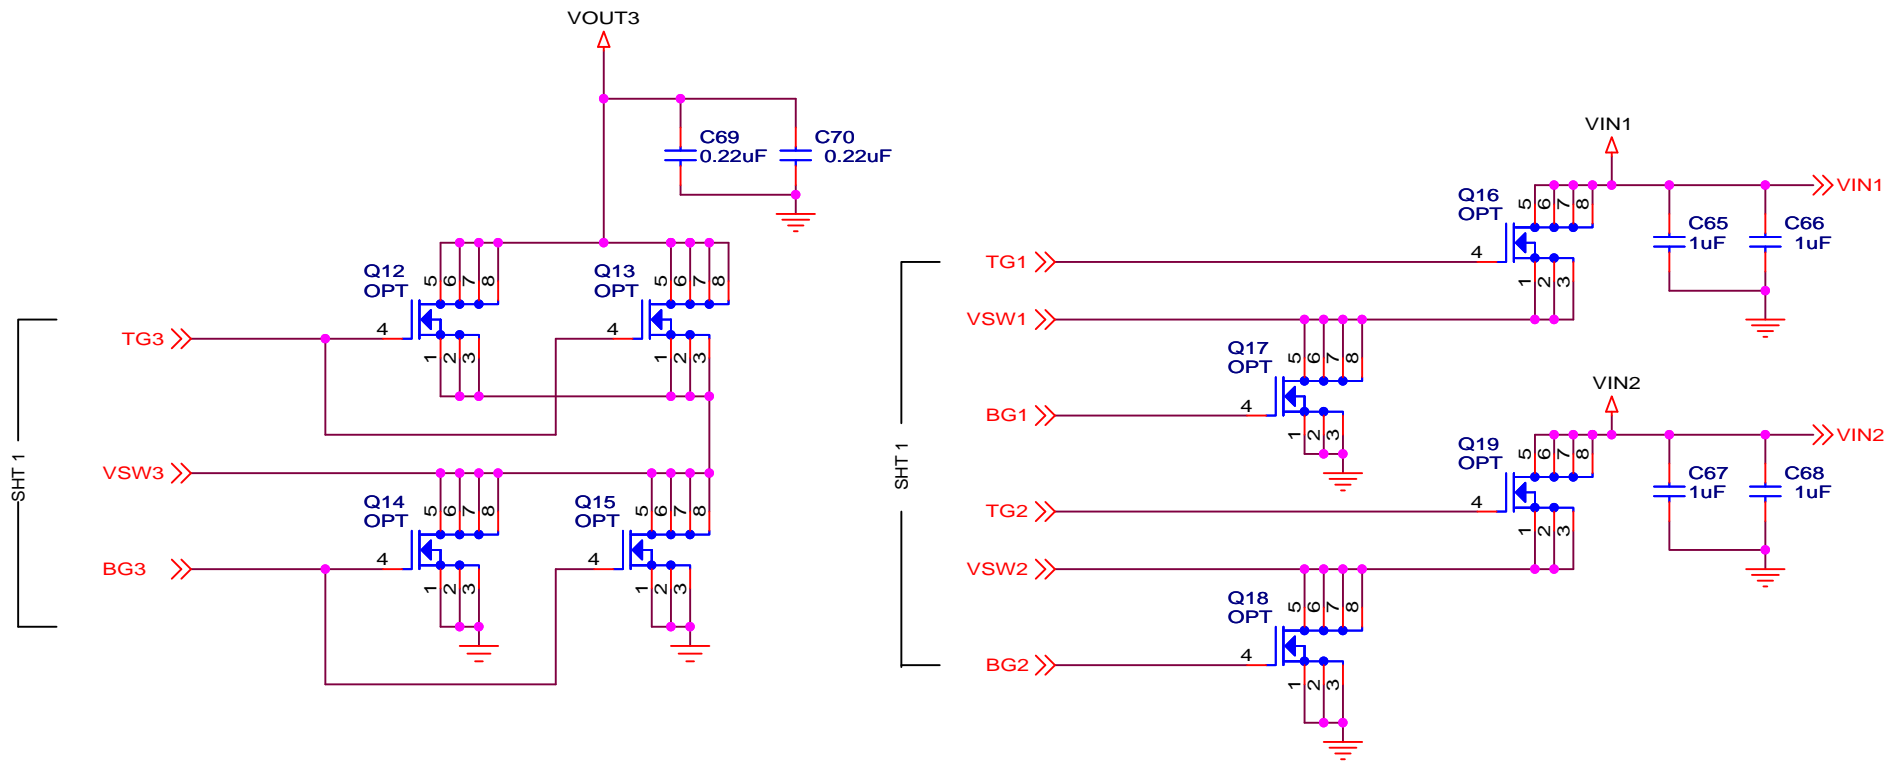 VOUT3
C69
0.22uF
C70
0.22uF
Q12
OPT
5
6
7
8
4
1
2
3
Q13
OPT
5
6
7
8
4
1
2
3
TG3
VSW3
BG3
SHT 1
Q14
OPT
5
6
7
8
4
1
2
3
Q15
OPT
5
6
7
8
4
1
2
3
VIN1
VIN1
Q16
OPT
5
6
7
8
4
1
2
3
C65
1uF
C66
1uF
TG1
VSW1
Q17
OPT
5
6
7
8
4
1
2
3
BG1
SHT 1
VIN2
VIN2
Q19
OPT
5
6
7
8
4
1
2
3
C67
1uF
C68
1uF
TG2
VSW2
Q18
OPT
5
6
7
8
4
1
2
3
BG2